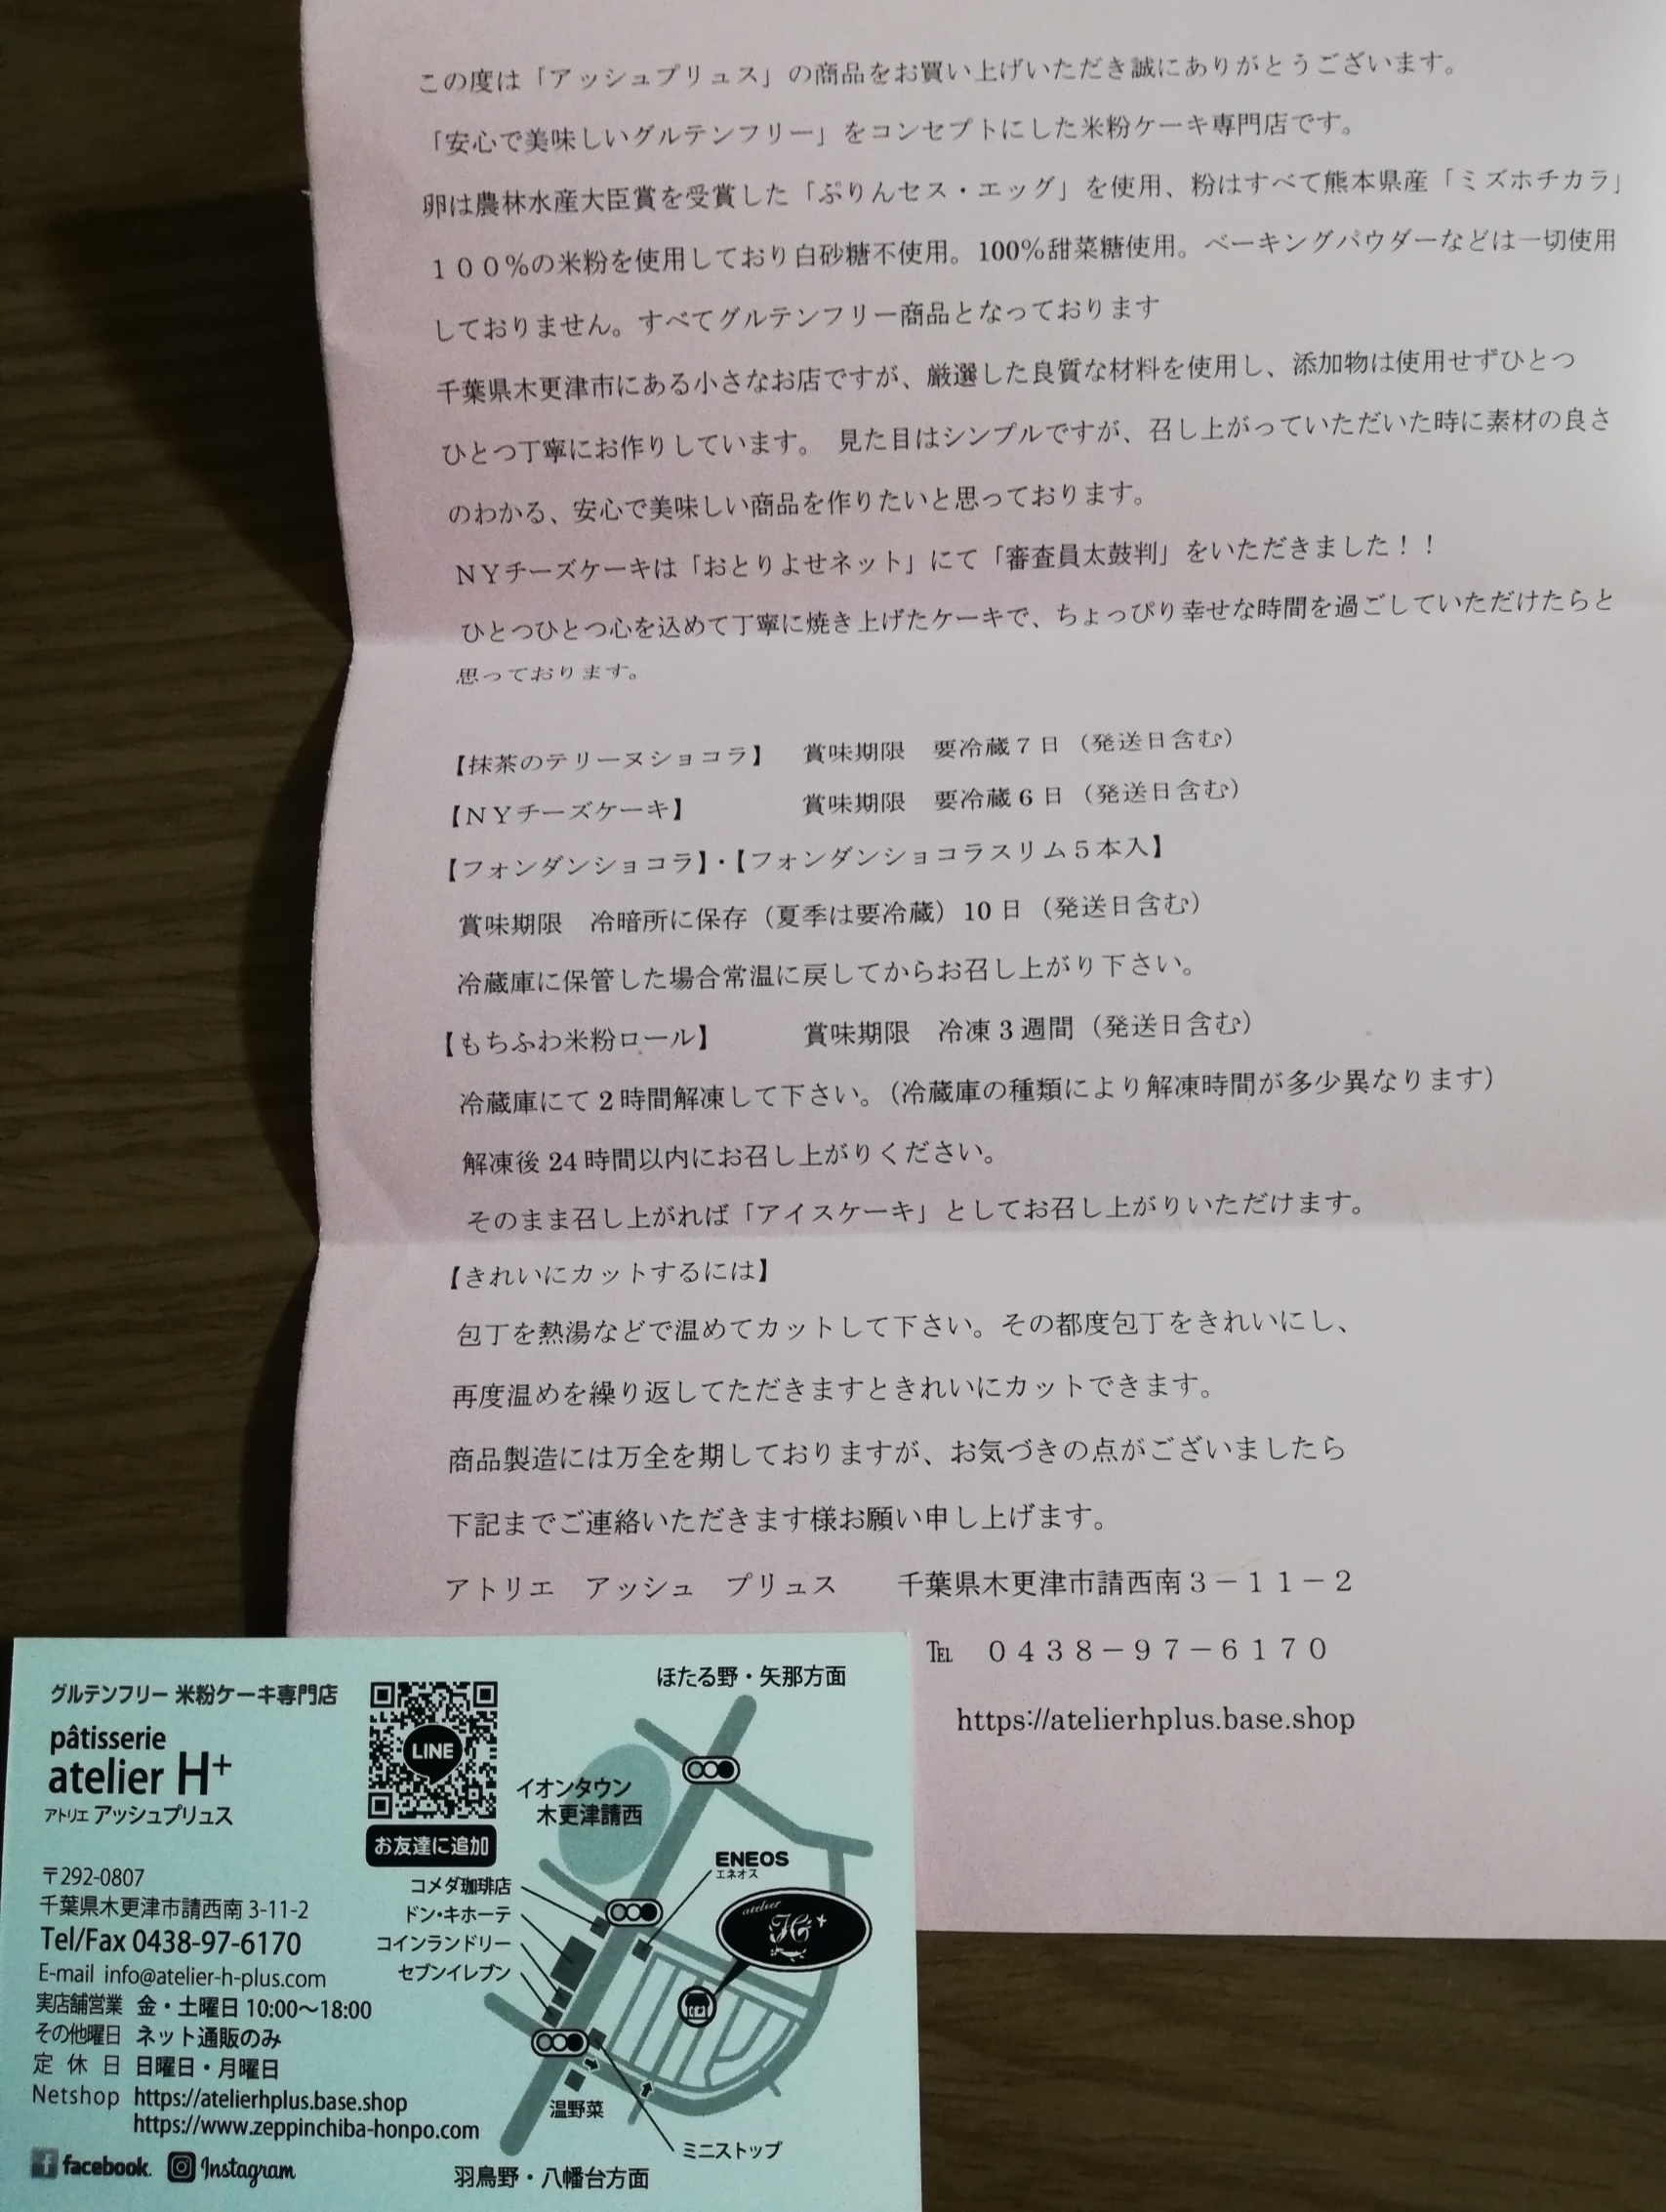 この度は「アッシュプリュス」の商品をお買い上げいただき誠にありがとうございます。
「安心で美味しいグルテンフリー」をコンセプトにした米粉ケーキ専門店です。
卵は農林水産大臣賞を受賞した「ぷりんセス・エッグ」を使用、粉はすべて熊本県産「ミズホチカラ」
１００％の米粉を使用しており白砂糖不使用。100％甜菜糖使用。ベーキングパウダーなどは一切使用
しておりません。すべてグルテンフリー商品となっております
千葉県木更津市にある小さなお店ですが、厳選した良質な材料を使用し、添加物は使用せずひとつ
ひとつ丁寧にお作りしています。 見た目はシンプルですが、召し上がっていただいた時に素材の良さ
のわかる、安心で美味しい商品を作りたいと思っております。
ＮＹチーズケーキは「おとりよせネット」にて「審査員太鼓判」をいただきました！！
ひとつひとつ心を込めて丁寧に焼き上げたケーキで、ちょっぴり幸せな時間を過ごしていただけたらと
思っております。
【抹茶のテリーヌショコラ】　賞味期限　要冷蔵７日（発送日含む）
【ＮＹチーズケーキ】　賞味期限　要冷蔵６日（発送日含む）
【フォンダンショコラ】・【フォンダンショコラスリム５本入】
賞味期限　冷暗所に保存（夏季は要冷蔵）10日（発送日含む）
冷蔵庫に保管した場合常温に戻してからお召し上がり下さい。
【もちふわ米粉ロール】　賞味期限　冷凍3週間（発送日含む）
冷蔵庫にて2時間解凍して下さい。（冷蔵庫の種類により解凍時間が多少異なります）
解凍後24時間以内にお召し上がりください。
そのまま召し上がれば「アイスケーキ」としてお召し上がりいただけます。
【きれいにカットするには】
包丁を熱湯などで温めてカットして下さい。その都度包丁をきれいにし、
再度温めを繰り返してただきますときれいにカットできます。
商品製造には万全を期しておりますが、お気づきの点がございましたら
下記までご連絡いただきます様お願い申し上げます。
アトリエ　アッシュ　プリュス　　千葉県木更津市請西南３－１１－２
℡　０４３８－９７－６１７０
https://atelierhplus.base.shop
グルテンフリー 米粉ケーキ専門店
pâtisserie
atelier H+
アトリエ アッシュプリュス
〒292-0807
千葉県木更津市請西南 3-11-2
Tel/Fax 0438-97-6170
E-mail info@atelier-h-plus.com
実店舗営業 金・土曜日 10:00〜18:00
その他曜日 ネット通販のみ
定 休 日 日曜日・月曜日
Netshop https://atelierhplus.base.shop
https://www.zeppinchiba-honpo.com
facebook. Instagram
LINE
お友達に追加
ほたる野・矢那方面
イオンタウン
木更津請西
ENEOS
エネオス
コメダ珈琲店
ドン・キホーテ
コインランドリー
セブンイレブン
atelier
H+
温野菜
ミニストップ
羽鳥野・八幡台方面